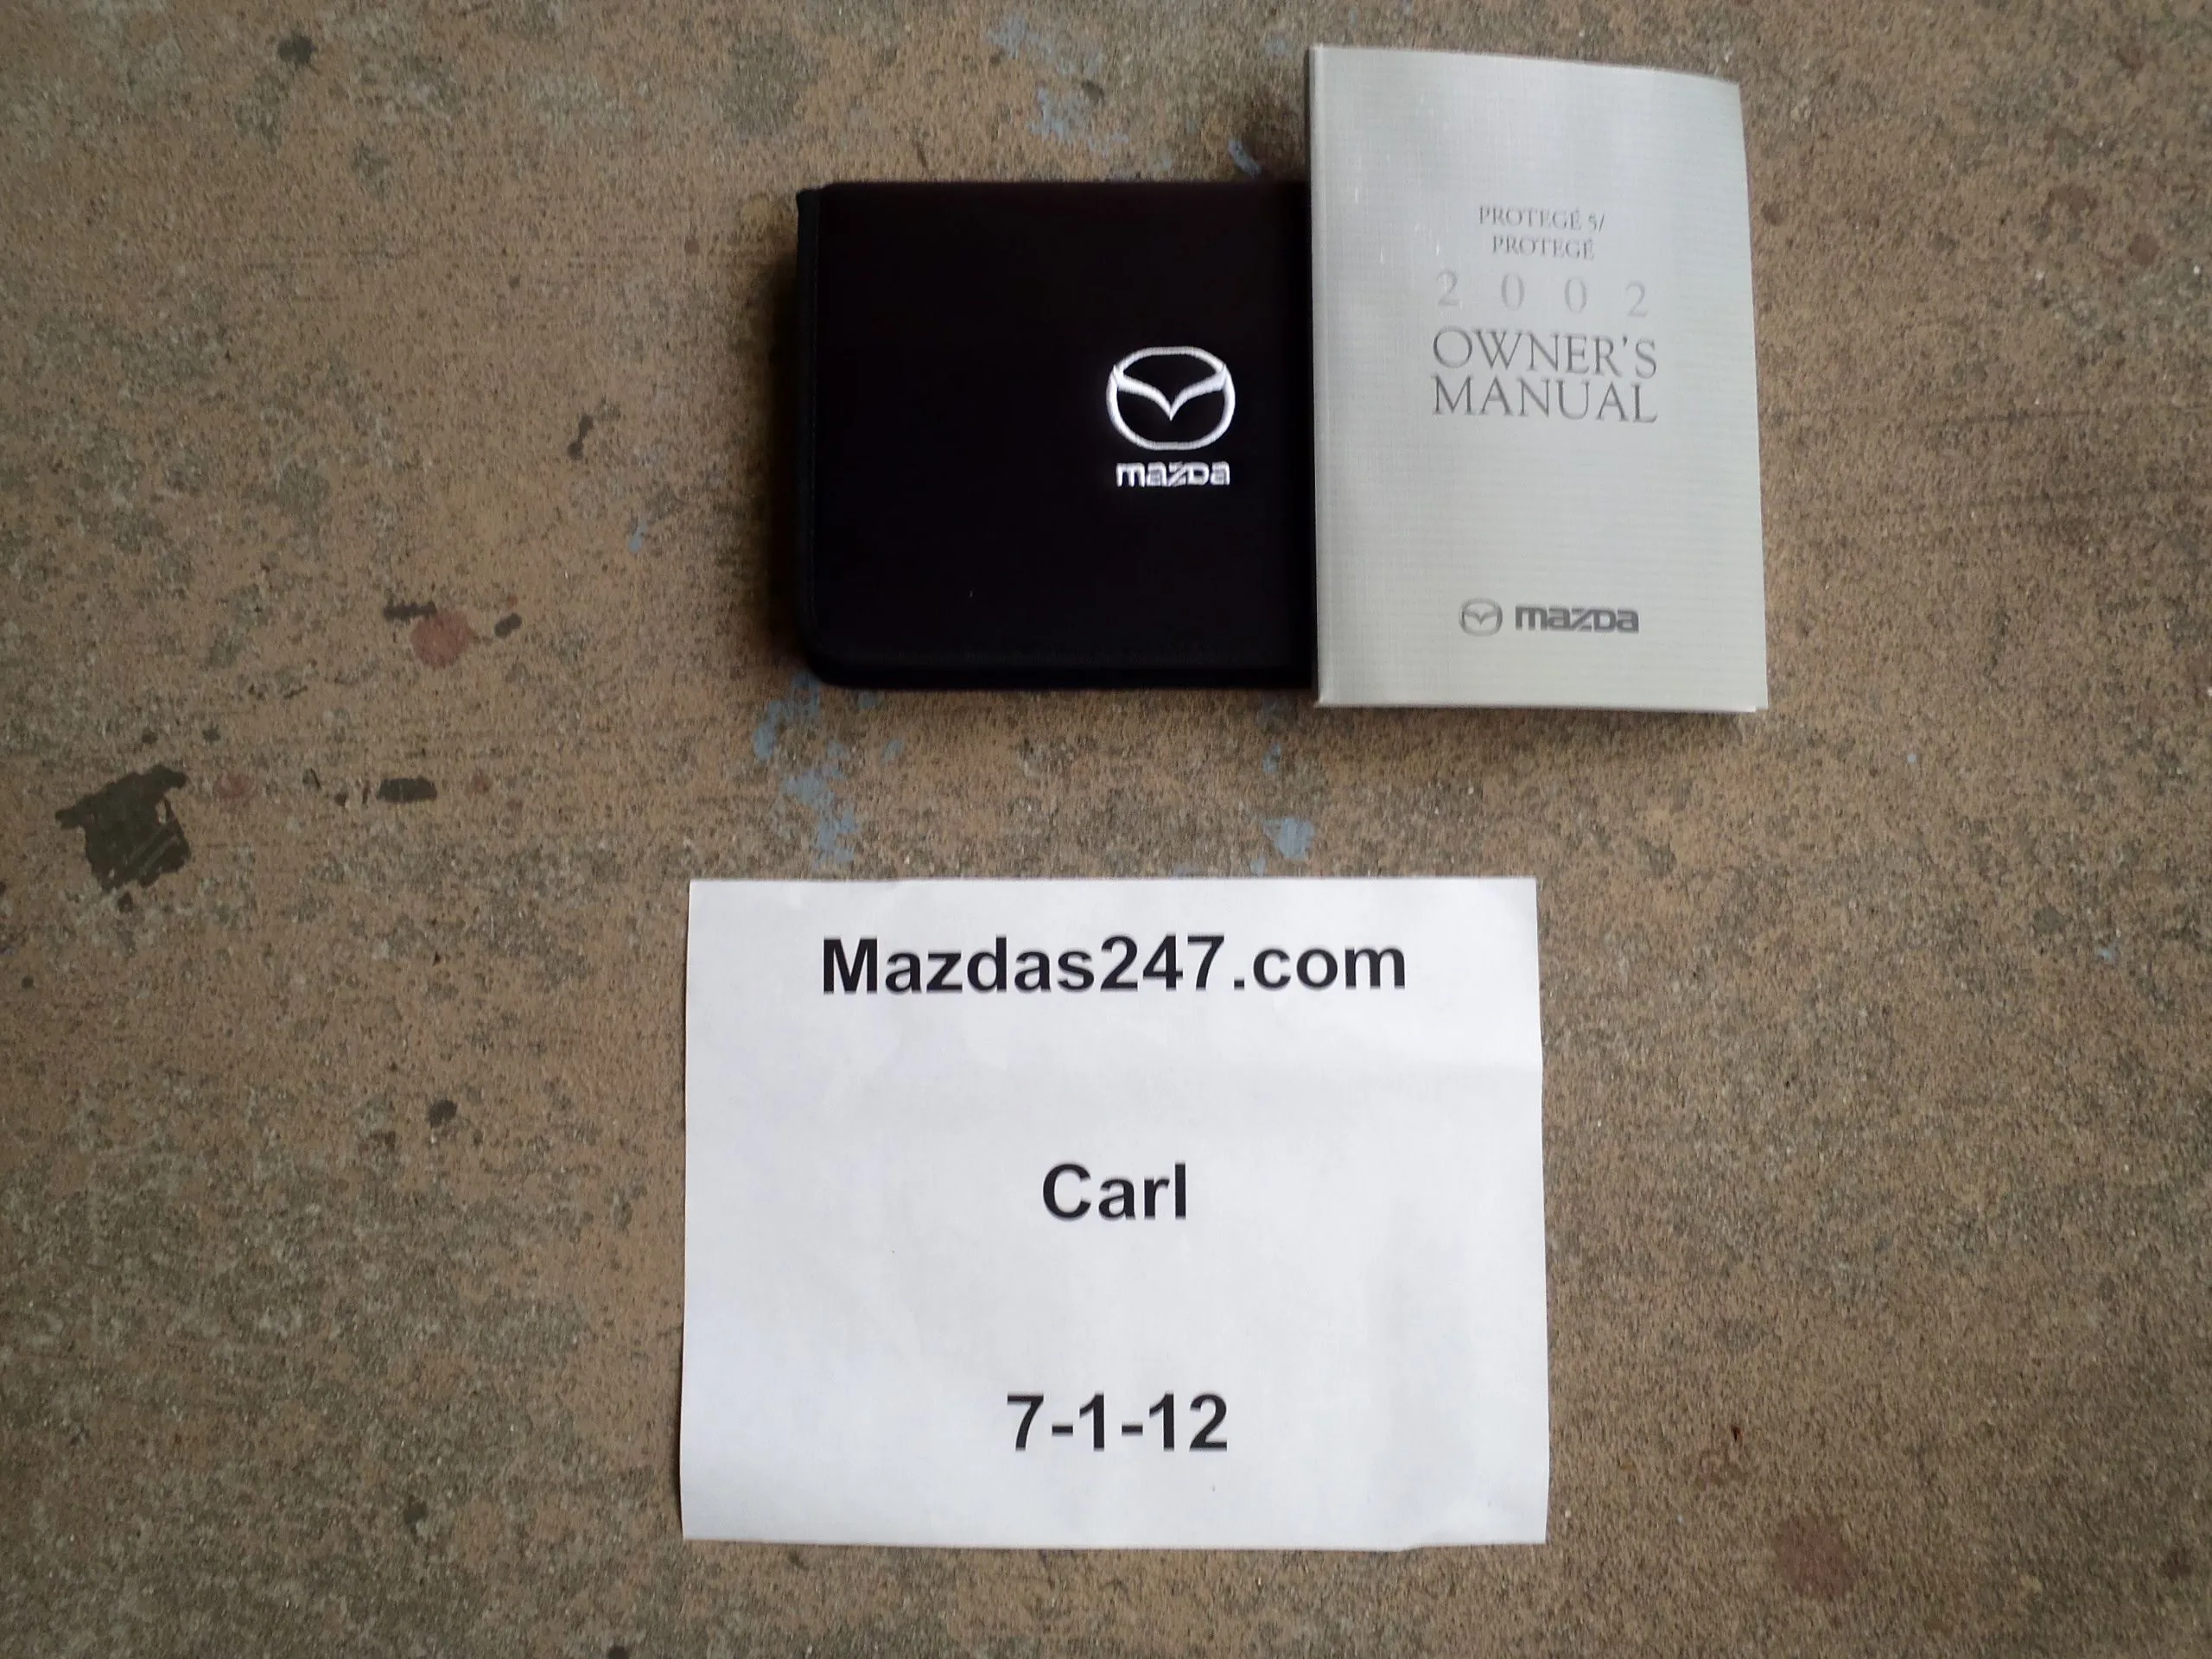 mazda
PROTEGÉ 5/
PROTEGÉ
2002
OWNER'S
MANUAL
mazda
Mazdas247.com
Carl
7-1-12